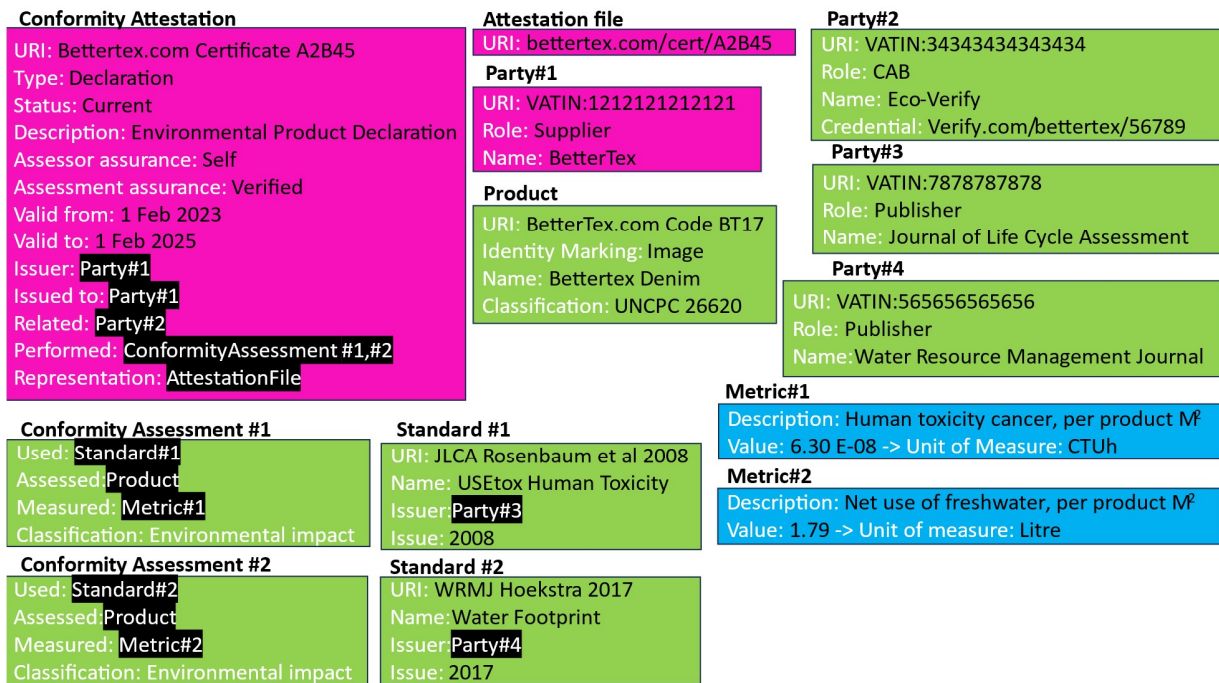 Conformity Attestation
URI: Bettertex.com Certificate A2B45
Type: Declaration
Status: Current
Description: Environmental Product Declaration
Assessor assurance: Self
Assessment assurance: Verified
Valid from: 1 Feb 2023
Valid to: 1 Feb 2025
Issuer: Party#1
Issued to: Party#1
Related: Party#2
Performed: ConformityAssessment #1,#2
Representation: AttestationFile
Attestation file
URI: bettertex.com/cert/A2B45
Party#1
URI: VATIN:1212121212121
Role: Supplier
Name: BetterTex
Product
URI: BetterTex.com Code BT17
Identity Marking: Image
Name: Bettertex Denim
Classification: UNCPC 26620
Party#2
URI: VATIN:34343434343434
Role: CAB
Name: Eco-Verify
Credential: Verify.com/bettertex/56789
Party#3
URI: VATIN:7878787878
Role: Publisher
Name: Journal of Life Cycle Assessment
Party#4
URI: VATIN:565656565656
Role: Publisher
Name:Water Resource Management Journal
Metric#1
Description: Human toxicity cancer, per product M²
Value: 6.30 E-08 -> Unit of Measure: CTUh
Metric#2
Description: Net use of freshwater, per product M²
Value: 1.79 -> Unit of measure: Litre
Conformity Assessment #1
Used: Standard#1
Assessed:Product
Measured: Metric#1
Classification: Environmental impact
Standard #1
URI: JLCA Rosenbaum et al 2008
Name: USEtox Human Toxicity
Issuer:Party#3
Issue: 2008
Conformity Assessment #2
Used: Standard#2
Assessed:Product
Measured: Metric#2
Classification: Environmental impact
Standard #2
URI: WRMJ Hoekstra 2017
Name:Water Footprint
Issuer:Party#4
Issue: 2017